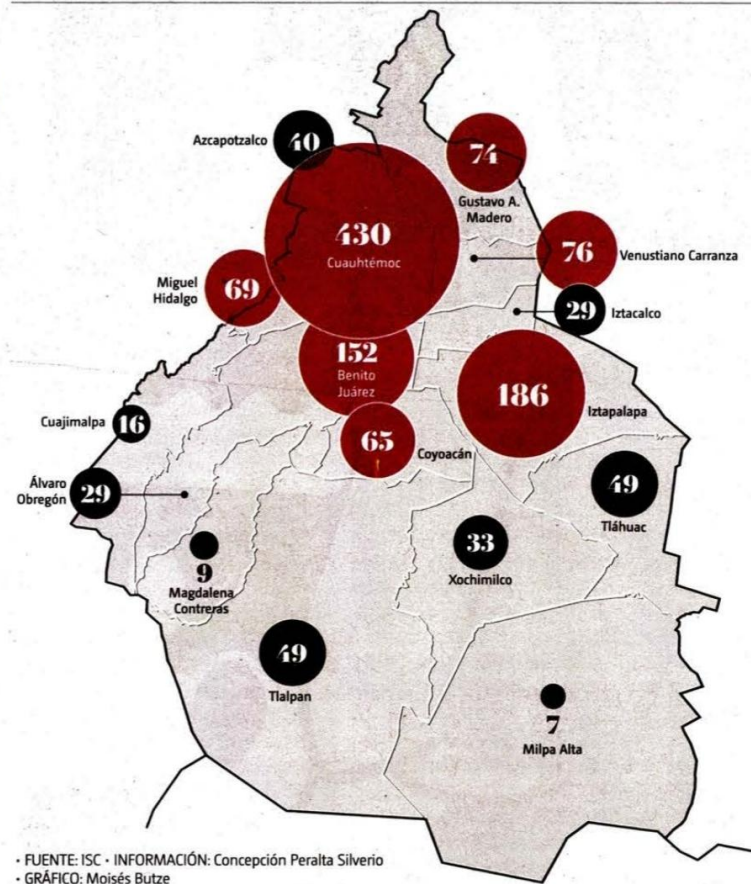 Azcapotzalco
40
74
Gustavo A.
Madero
430
Cuauhtémoc
76
Venustiano Carranza
Miguel
Hidalgo
69
29
Iztacalco
152
Benito
Juárez
186
Iztapalapa
Cuajimalpa
16
65
Coyoacán
Álvaro
Obregón
29
49
Tláhuac
33
Xochimilco
9
Magdalena
Contreras
49
Tlalpan
7
Milpa Alta
• FUENTE: ISC • INFORMACIÓN: Concepción Peralta Silverio
• GRÁFICO: Moisés Butze